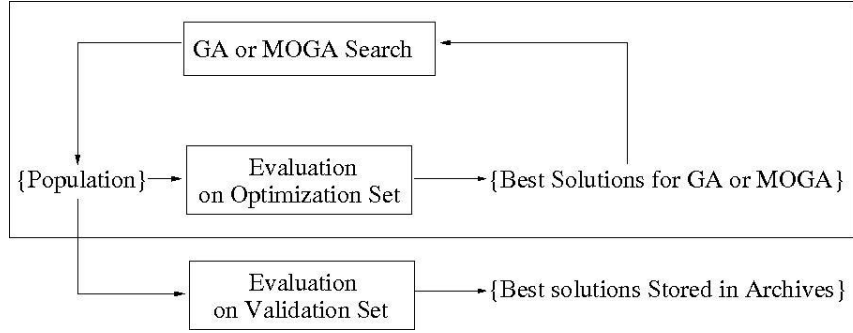 GA or MOGA Search
{Population}
Evaluation
on Optimization Set
{Best Solutions for GA or MOGA}
Evaluation
on Validation Set
{Best solutions Stored in Archives}